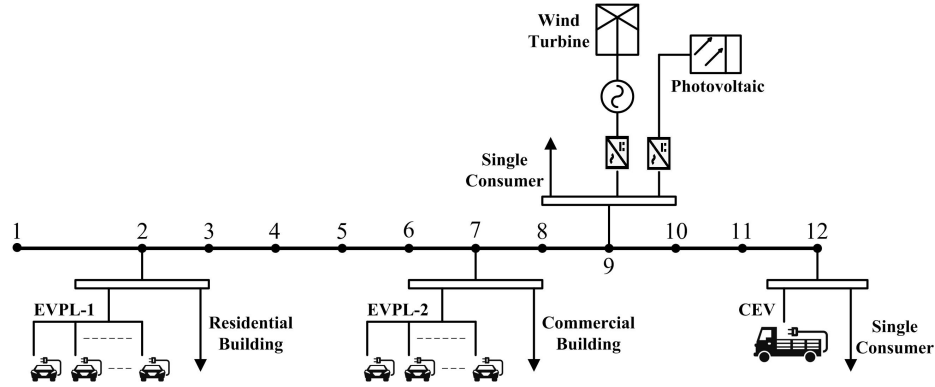 Wind
Turbine
Photovoltaic
Single
Consumer
1 2 3 4 5 6 7 8 9 10 11 12
EVPL-1
Residential
Building
EVPL-2
Commercial
Building
CEV
Single
Consumer